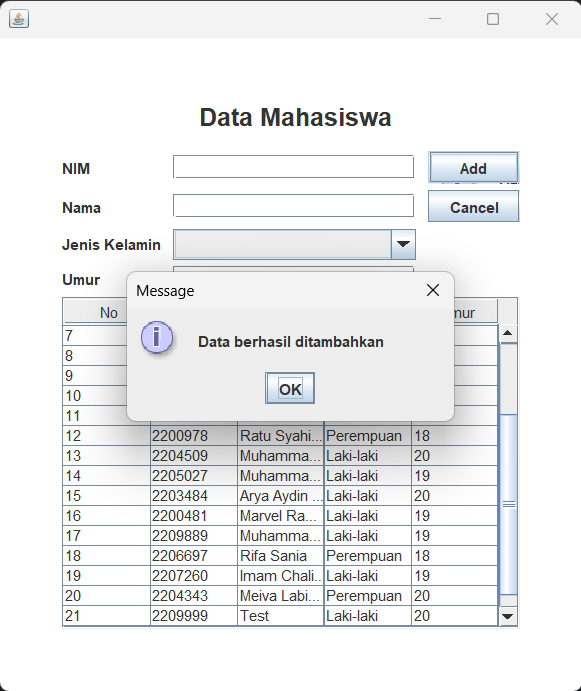 Data Mahasiswa
NIM Add
Nama Cancel
Jenis Kelamin
Umur
Message
Data berhasil ditambahkan
OK
No mur
7
8
9
10
11
12 2200978 Ratu Syahi... Perempuan 18
13 2204509 Muhamma... Laki-laki 20
14 2205027 Muhamma... Laki-laki 19
15 2203484 Arya Aydin ... Laki-laki 20
16 2200481 Marvel Ra... Laki-laki 19
17 2209889 Muhamma... Laki-laki 19
18 2206697 Rifa Sania Perempuan 18
19 2207260 Imam Chali... Laki-laki 19
20 2204343 Meiva Labi... Perempuan 20
21 2209999 Test Laki-laki 20